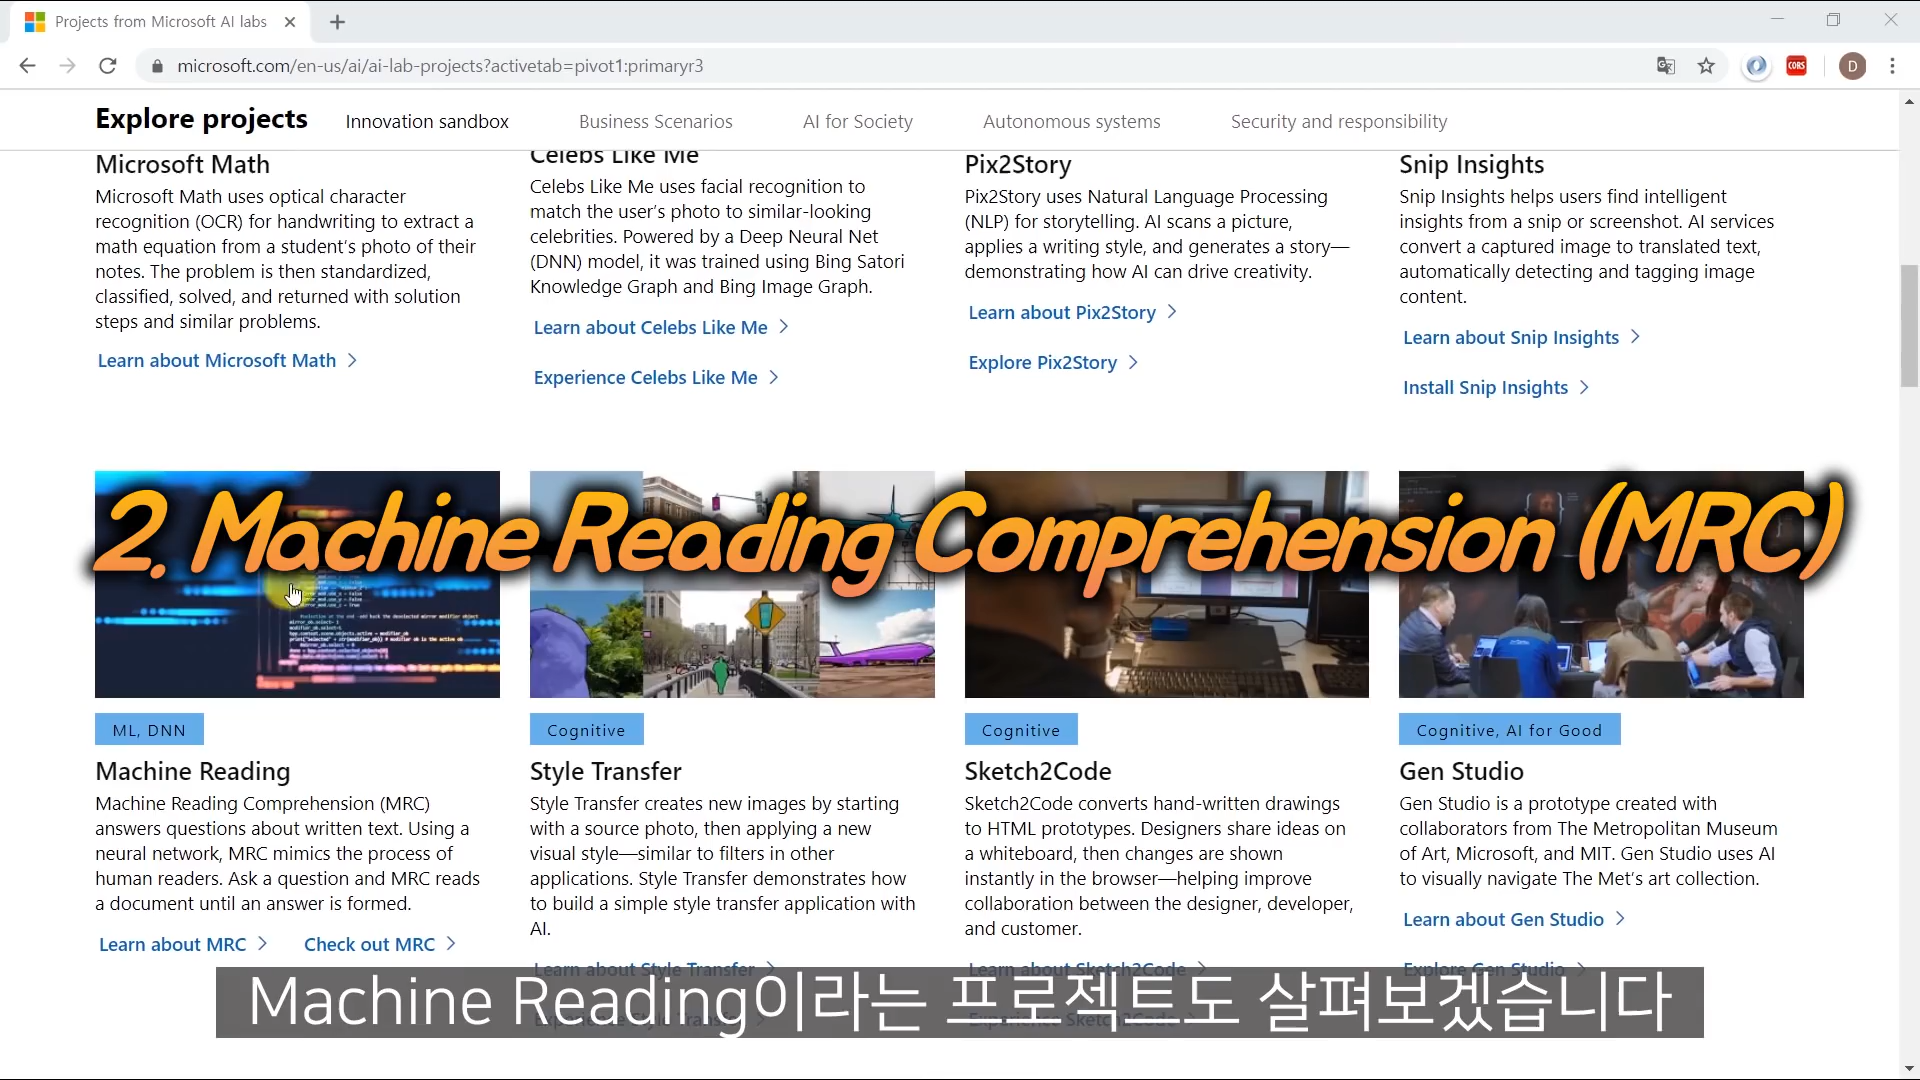 Projects from Microsoft AI labs
microsoft.com/en-us/ai/ai-lab-projects?activetab=pivot1:primaryr3
CORS
D
Explore projects
Innovation sandbox
Business Scenarios
AI for Society
Autonomous systems
Security and responsibility
Microsoft Math
Microsoft Math uses optical character
recognition (OCR) for handwriting to extract a
math equation from a student's photo of their
notes. The problem is then standardized,
classified, solved, and returned with solution
steps and similar problems.
Learn about Microsoft Math
Celebs Like Me
Celebs Like Me uses facial recognition to
match the user's photo to similar-looking
celebrities. Powered by a Deep Neural Net
(DNN) model, it was trained using Bing Satori
Knowledge Graph and Bing Image Graph.
Learn about Celebs Like Me
Experience Celebs Like Me
Pix2Story
Pix2Story uses Natural Language Processing
(NLP) for storytelling. AI scans a picture,
applies a writing style, and generates a story—
demonstrating how AI can drive creativity.
Learn about Pix2Story
Explore Pix2Story
Snip Insights
Snip Insights helps users find intelligent
insights from a snip or screenshot. AI services
convert a captured image to translated text,
automatically detecting and tagging image
content.
Learn about Snip Insights
Install Snip Insights
2. Machine Reading Comprehension (MRC)
ML, DNN
Machine Reading
Machine Reading Comprehension (MRC)
answers questions about written text. Using a
neural network, MRC mimics the process of
human readers. Ask a question and MRC reads
a document until an answer is formed.
Learn about MRC
Check out MRC
Cognitive
Style Transfer
Style Transfer creates new images by starting
with a source photo, then applying a new
visual style—similar to filters in other
applications. Style Transfer demonstrates how
to build a simple style transfer application with
AI.
Learn about Style Transfer
Experience Style Transfer
Cognitive
Sketch2Code
Sketch2Code converts hand-written drawings
to HTML prototypes. Designers share ideas on
a whiteboard, then changes are shown
instantly in the browser—helping improve
collaboration between the designer, developer,
and customer.
Learn about Sketch2Code
Experience Sketch2Code
Cognitive, AI for Good
Gen Studio
Gen Studio is a prototype created with
collaborators from The Metropolitan Museum
of Art, Microsoft, and MIT. Gen Studio uses AI
to visually navigate The Met's art collection.
Learn about Gen Studio
Explore Gen Studio
Machine Reading이라는 프로젝트도 살펴보겠습니다